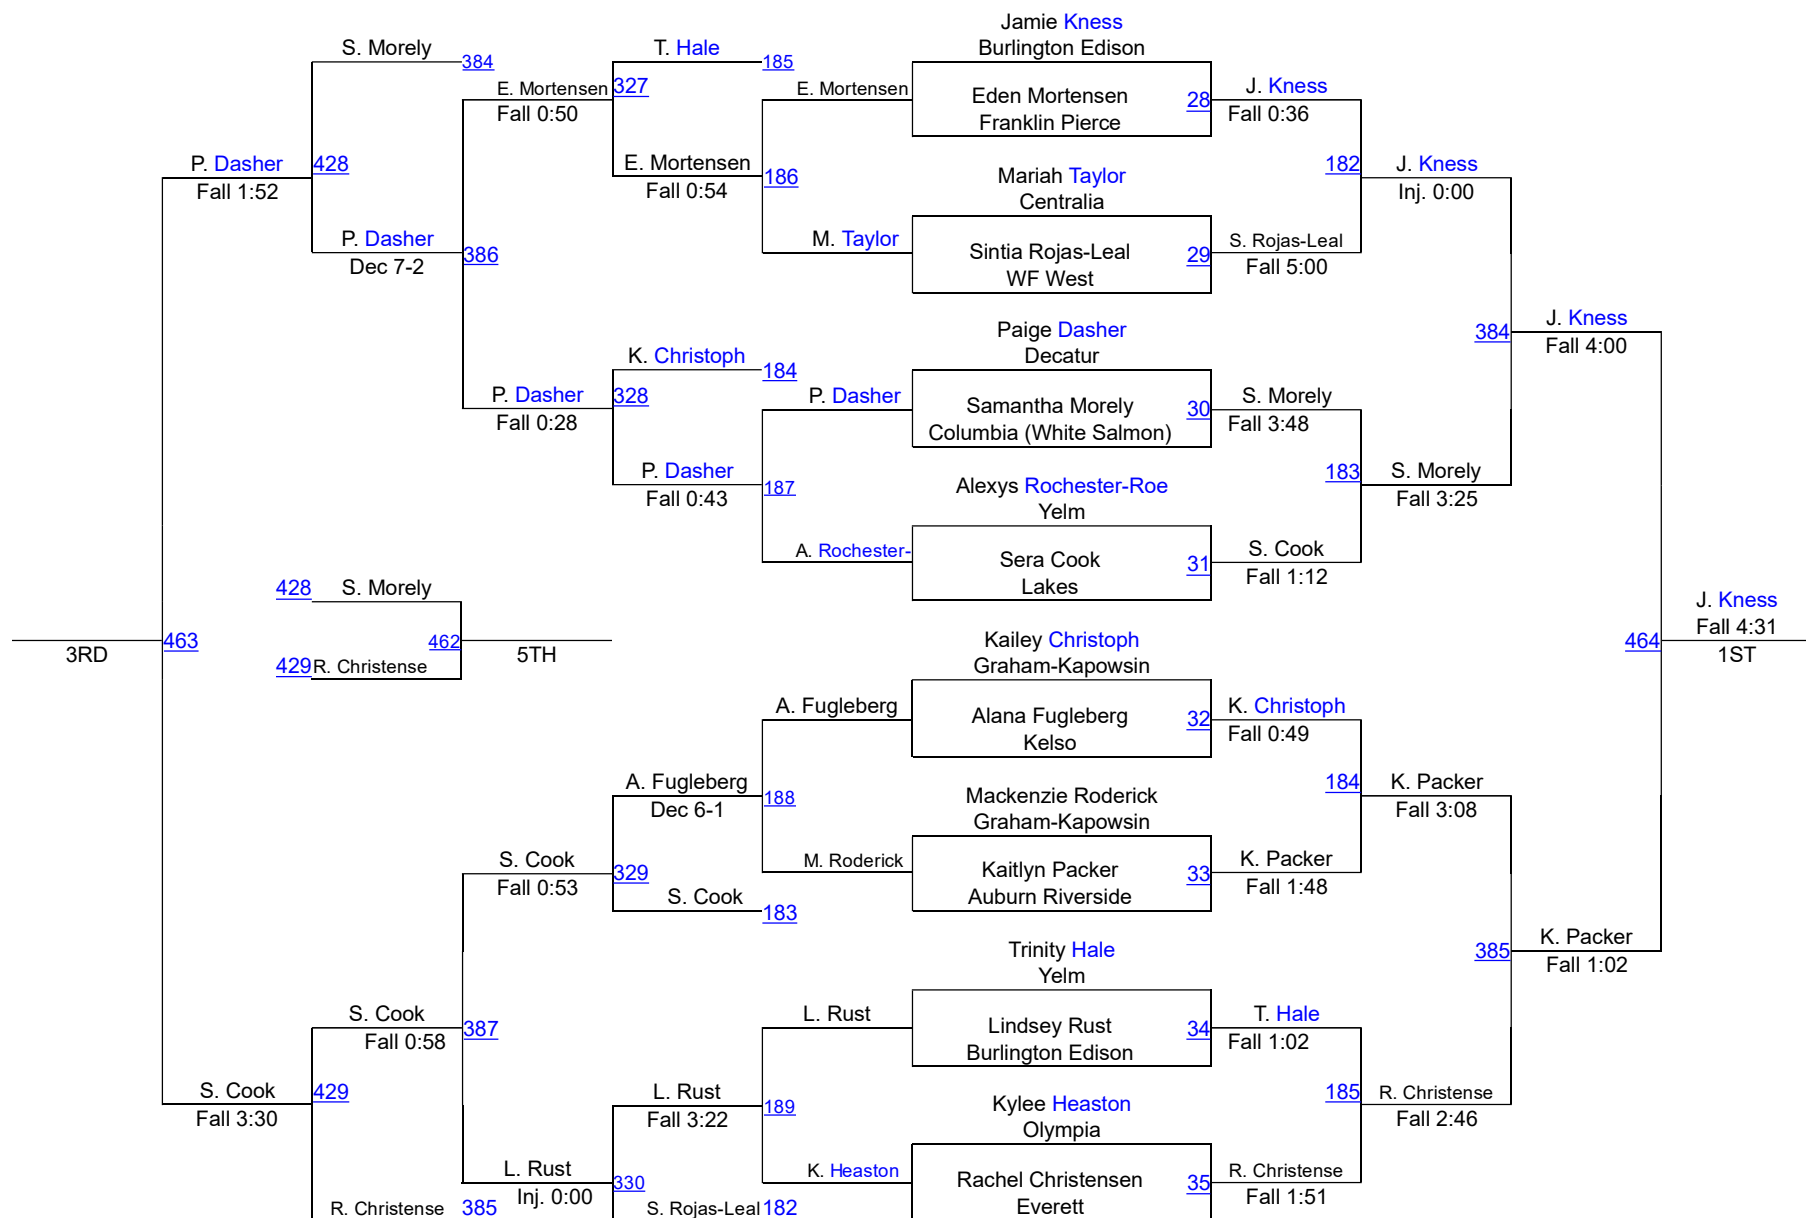 Jamie Kness
S. Morely
T. Hale
Burlington Edison
384
185
E. Mortensen
327
E. Mortensen
Eden Mortensen
28
J. Kness
Fall 0:50
Franklin Pierce
Fall 0:36
P. Dasher
428
E. Mortensen
186
Mariah Taylor
182
J. Kness
Fall 1:52
Fall 0:54
Centralia
Inj. 0:00
P. Dasher
386
M. Taylor
Sintia Rojas-Leal
29
S. Rojas-Leal
Dec 7-2
WF West
Fall 5:00
Paige Dasher
384
J. Kness
K. Christoph
184
Decatur
Fall 4:00
P. Dasher
328
P. Dasher
Samantha Morely
30
S. Morely
Fall 0:28
Columbia (White Salmon)
Fall 3:48
P. Dasher
187
Alexys Rochester-Roe
183
S. Morely
Fall 0:43
Yelm
Fall 3:25
A. Rochester-
Sera Cook
31
S. Cook
Lakes
Fall 1:12
428
S. Morely
J. Kness
463
462
Kailey Christoph
464
Fall 4:31
3RD
429
R. Christense
5TH
Graham-Kapowsin
1ST
A. Fugleberg
Alana Fugleberg
32
K. Christoph
Kelso
Fall 0:49
A. Fugleberg
188
Mackenzie Roderick
184
K. Packer
Dec 6-1
Graham-Kapowsin
Fall 3:08
S. Cook
329
M. Roderick
Kaitlyn Packer
33
K. Packer
Fall 0:53
S. Cook
183
Auburn Riverside
Fall 1:48
Trinity Hale
385
K. Packer
Yelm
Fall 1:02
S. Cook
387
L. Rust
Lindsey Rust
34
T. Hale
Fall 0:58
Burlington Edison
Fall 1:02
S. Cook
429
L. Rust
189
Kylee Heaston
185
R. Christense
Fall 3:30
Fall 3:22
Olympia
Fall 2:46
L. Rust
330
K. Heaston
Rachel Christensen
35
R. Christense
R. Christense
385
Inj. 0:00
S. Rojas-Leal
182
Everett
Fall 1:51